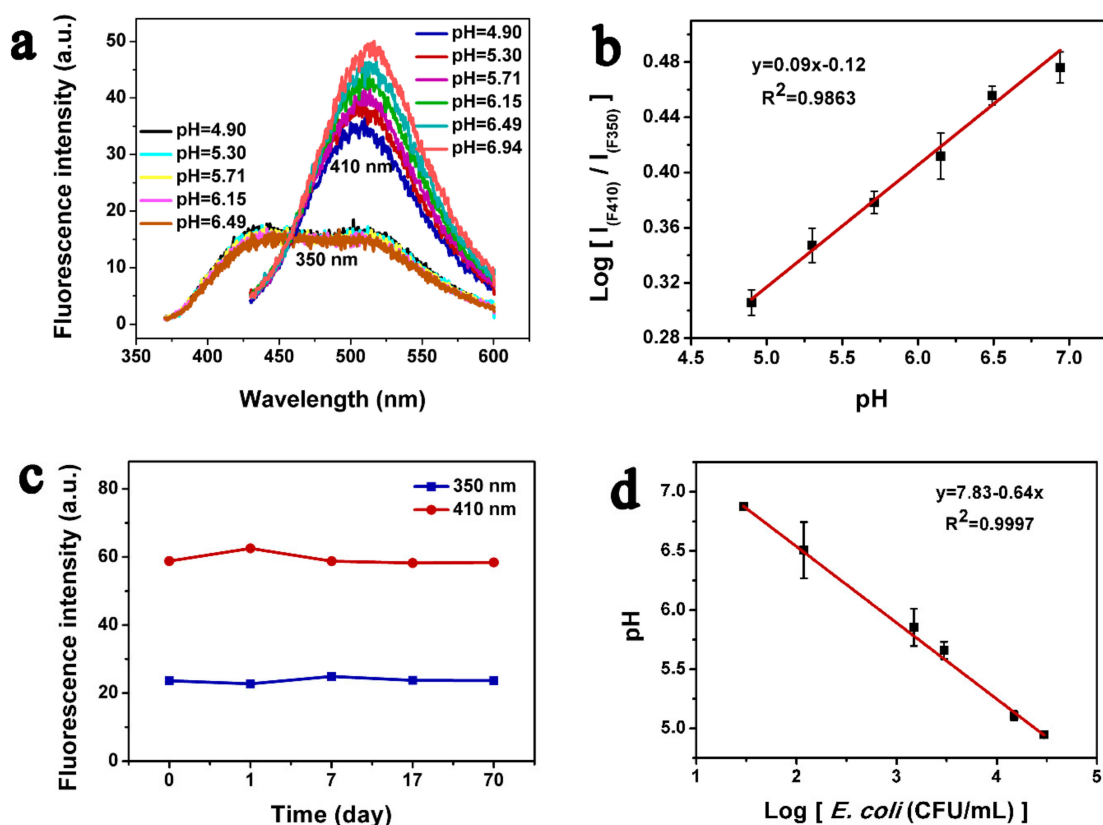 a
Fluorescence intensity (a.u.)
50
40
30
20
10
0
pH=4.90
pH=5.30
pH=5.71
pH=6.15
pH=6.49
pH=4.90
pH=5.30
pH=5.71
pH=6.15
pH=6.49
pH=6.94
410 nm
350 nm
350 400 450 500 550 600
Wavelength (nm)
b
Log [ I(F410) / I(F350) ]
0.48
0.44
0.40
0.36
0.32
0.28
y=0.09x-0.12
R²=0.9863
4.5 5.0 5.5 6.0 6.5 7.0
pH
c
Fluorescence intensity (a.u.)
80
60
40
20
0
350 nm
410 nm
0 1 7 17 70
Time (day)
d
pH
7.0
6.5
6.0
5.5
5.0
y=7.83-0.64x
R²=0.9997
1 2 3 4 5
Log [ E. coli (CFU/mL) ]